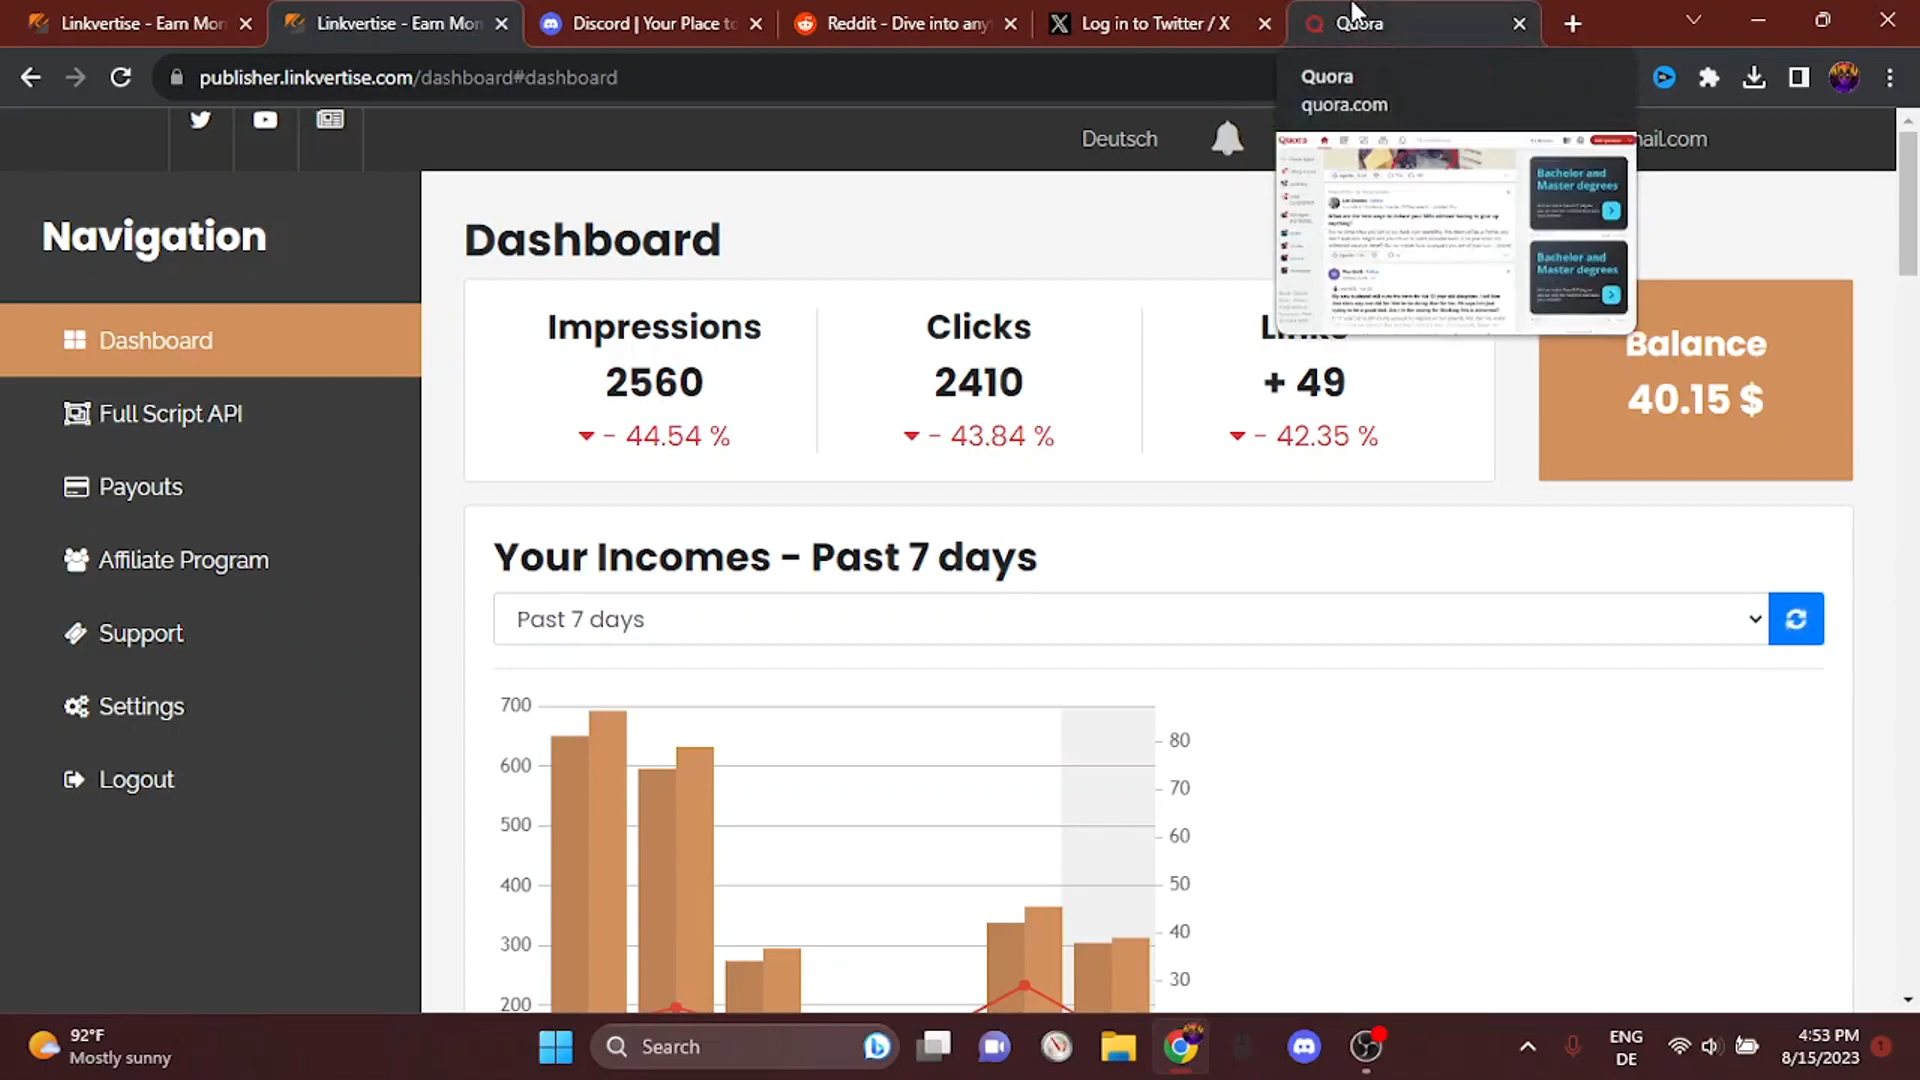 Linkvertise - Earn Mon
Linkvertise - Earn Mon
Discord | Your Place to
Reddit - Dive into any
Log in to Twitter / X
Quora
publisher.linkvertise.com/dashboard#dashboard
Quora
quora.com
Deutsch
ail.com
Quora
Bachelor and
Master degrees
Bachelor and
Master degrees
Navigation
Dashboard
Full Script API
Payouts
Affiliate Program
Support
Settings
Logout
Dashboard
Impressions
2560
- 44.54 %
Clicks
2410
- 43.84 %
Links
+ 49
- 42.35 %
Balance
40.15 $
Your Incomes - Past 7 days
Past 7 days
700
600
500
400
300
200
80
70
60
50
40
30
92°F
Mostly sunny
Search
ENG
DE
4:53 PM
8/15/2023
1